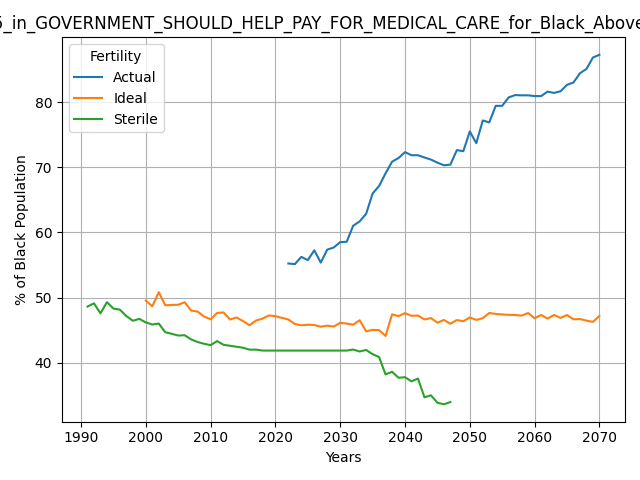 5_in_GOVERNMENT_SHOULD_HELP_PAY_FOR_MEDICAL_CARE_for_Black_Above
Fertility
Actual
Ideal
Sterile
% of Black Population
80
70
60
50
40
1990 2000 2010 2020 2030 2040 2050 2060 2070
Years